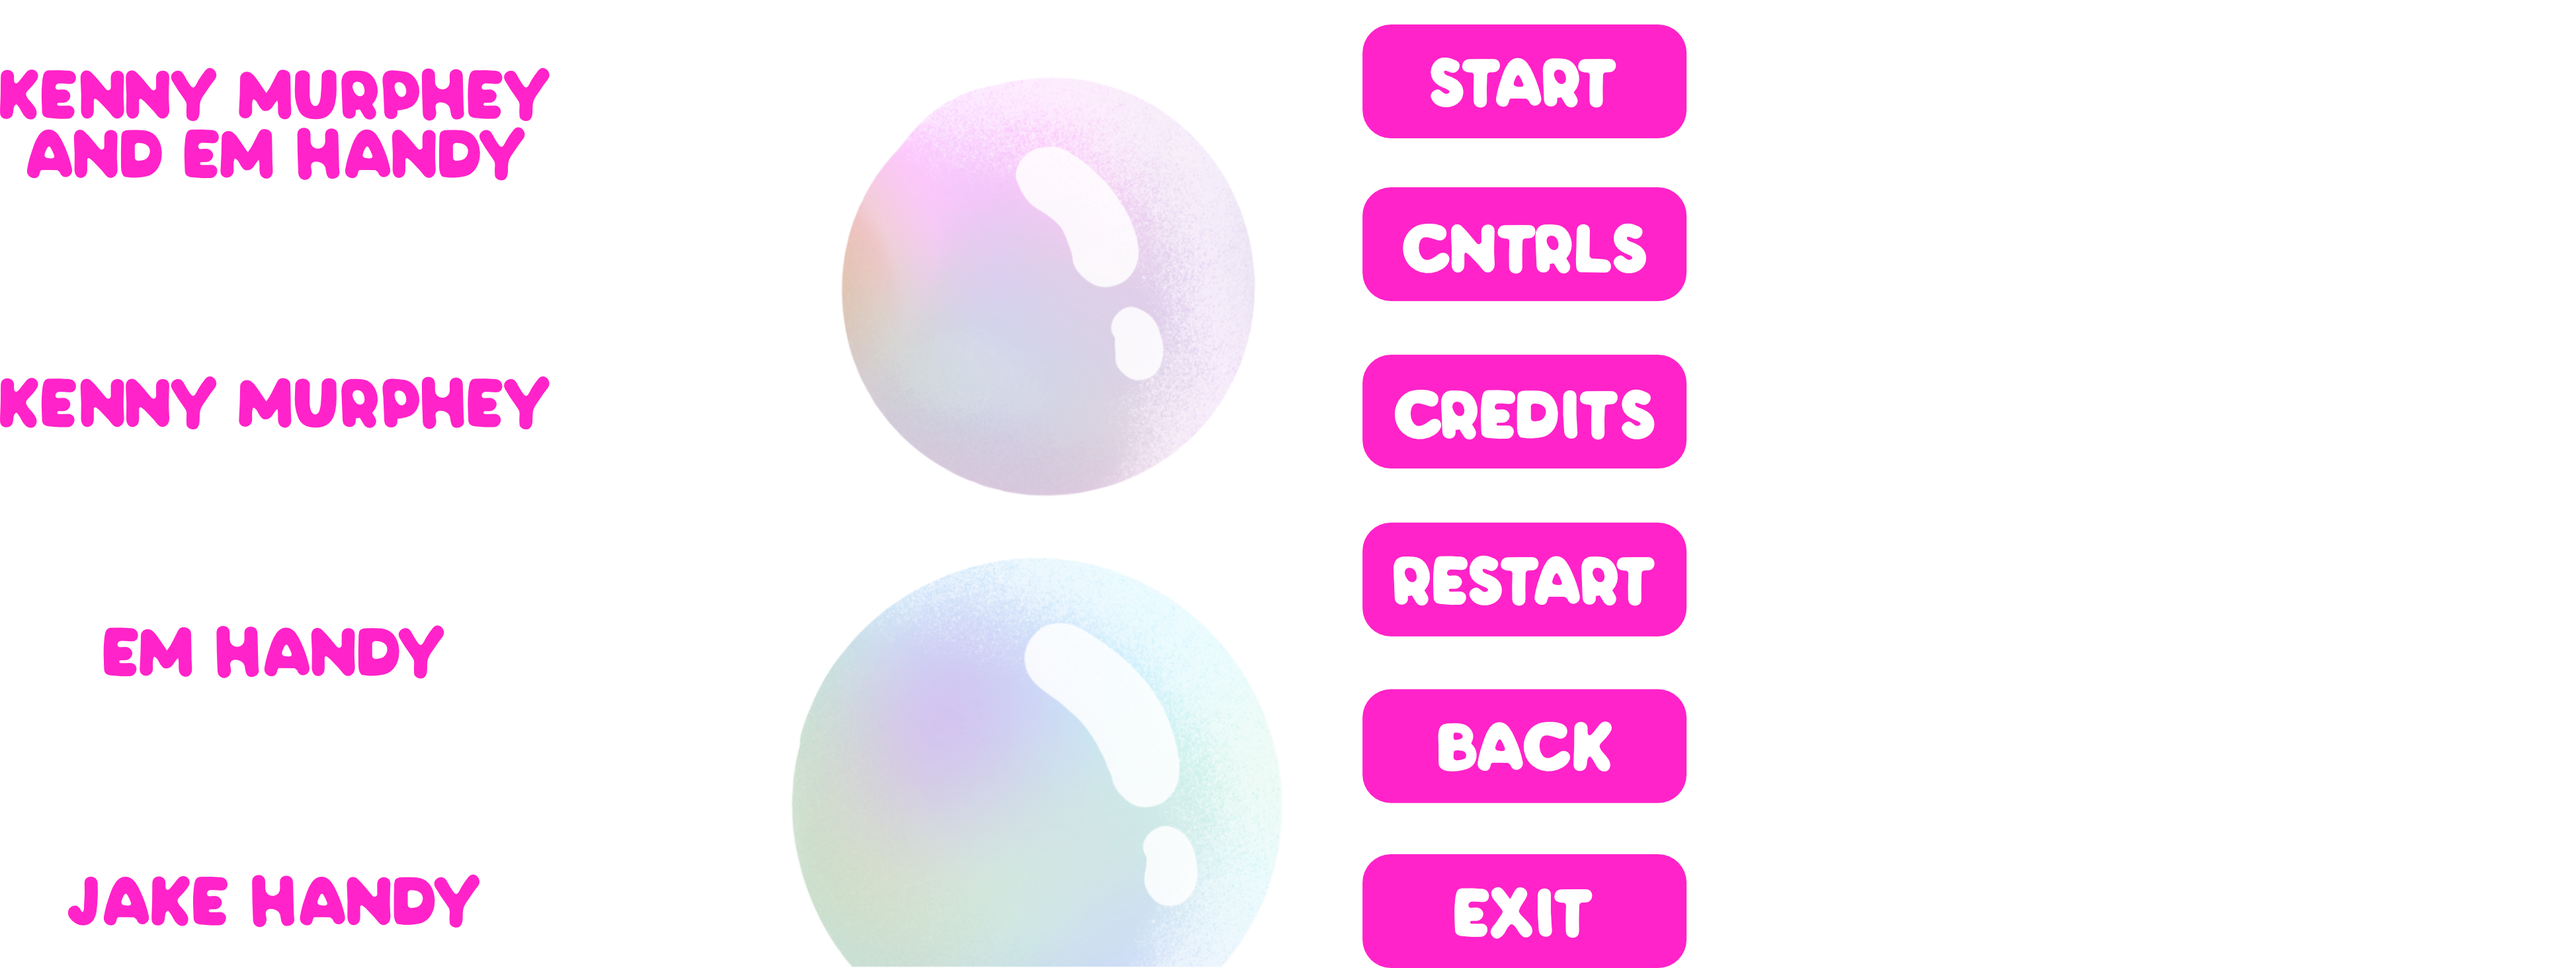 KENNY MURPHEY
AND EM HANDY
KENNY MURPHEY
EM HANDY
JAKE HANDY
START
CNTRLS
CREDITS
RESTART
BACK
EXIT